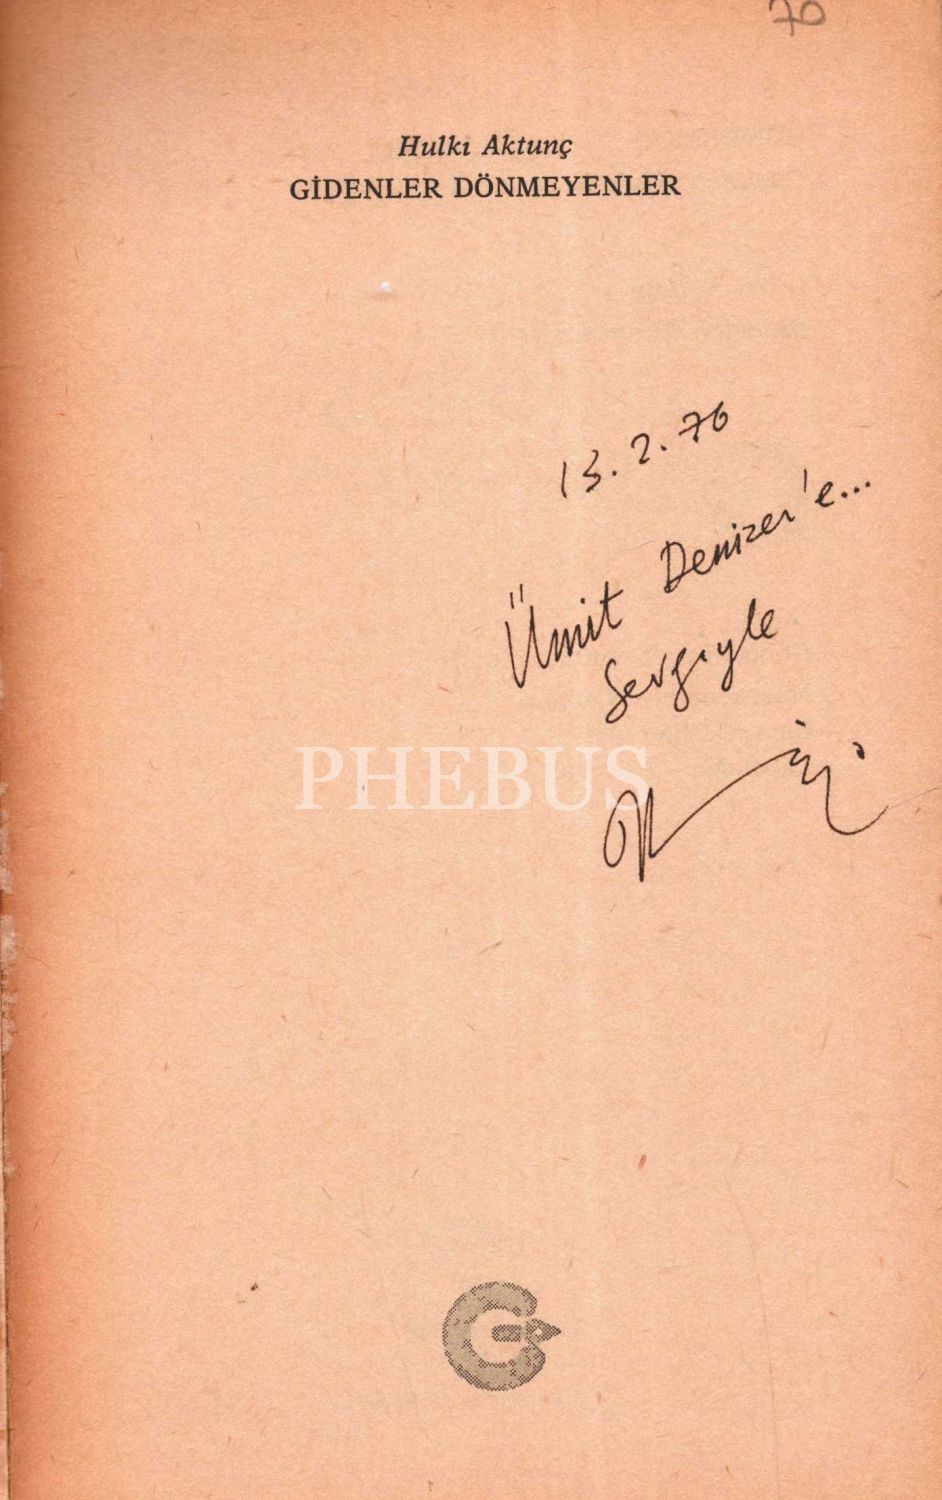 70
Hulkı Aktunç
GİDENLER DÖNMEYENLER
13.2.76
Ümit Denizer'e...
Sevgiyle
PHEBUS